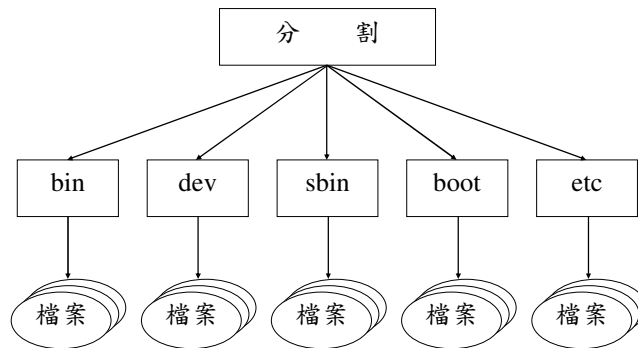 分 割
bin dev sbin boot etc
檔案 檔案 檔案 檔案 檔案